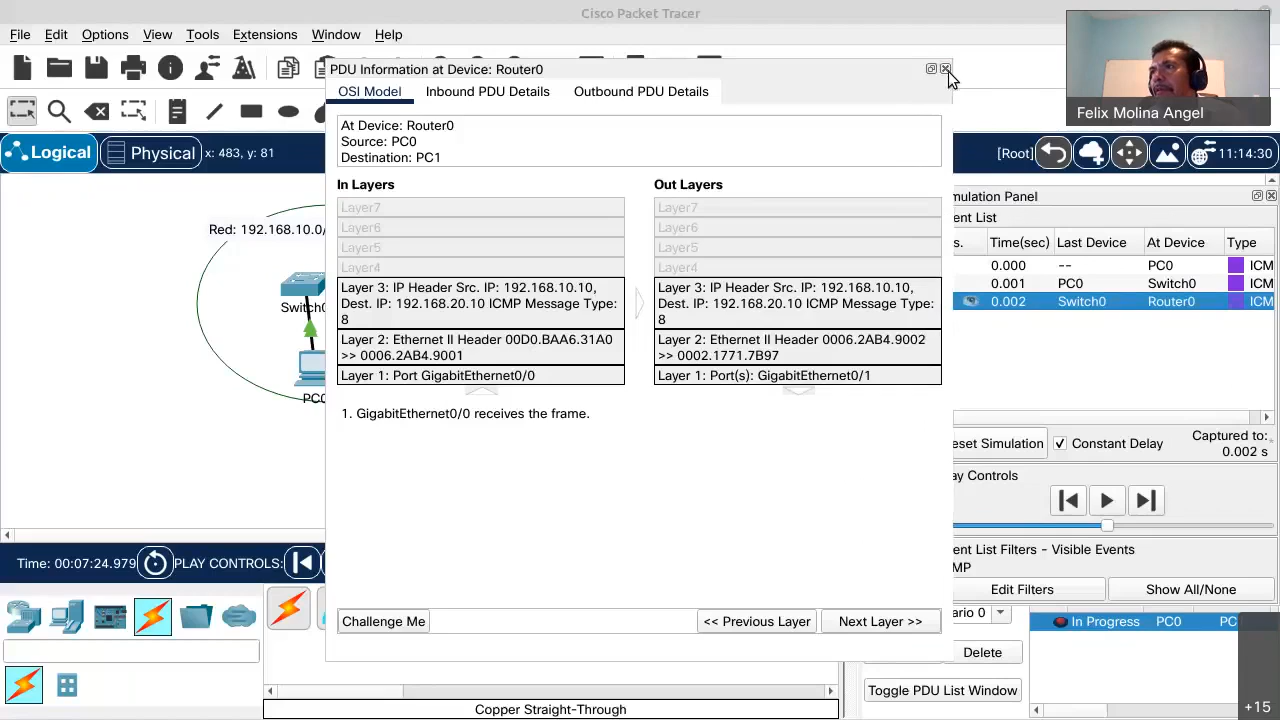 Cisco Packet Tracer
File Edit Options View Tools Extensions Window Help
Felix Molina Angel
PDU Information at Device: Router0
OSI Model Inbound PDU Details Outbound PDU Details
Logical Physical x: 483, y: 81
[Root] 11:14:30
At Device: Router0
Source: PC0
Destination: PC1
In Layers
Layer7
Layer6
Layer5
Layer4
Layer 3: IP Header Src. IP: 192.168.10.10,
Dest. IP: 192.168.20.10 ICMP Message Type:
8
Layer 2: Ethernet II Header 00D0.BAA6.31A0
>> 0006.2AB4.9001
Layer 1: Port GigabitEthernet0/0
Out Layers
Layer7
Layer6
Layer5
Layer4
Layer 3: IP Header Src. IP: 192.168.10.10,
Dest. IP: 192.168.20.10 ICMP Message Type:
8
Layer 2: Ethernet II Header 0006.2AB4.9002
>> 0002.1771.7B97
Layer 1: Port(s): GigabitEthernet0/1
1. GigabitEthernet0/0 receives the frame.
Challenge Me << Previous Layer Next Layer >>
Red: 192.168.10.0/
Switch0
PC0
mulation Panel
ent List
s. Time(sec) Last Device At Device Type
0.000 -- PC0 ICM
0.001 PC0 Switch0 ICM
0.002 Switch0 Router0 ICM
eset Simulation Constant Delay Captured to:
0.002 s
ay Controls
ent List Filters - Visible Events
MP
Edit Filters Show All/None
Time: 00:07:24.979 PLAY CONTROLS:
ario 0
In Progress PC0 PC
Delete
Toggle PDU List Window
Copper Straight-Through
+15